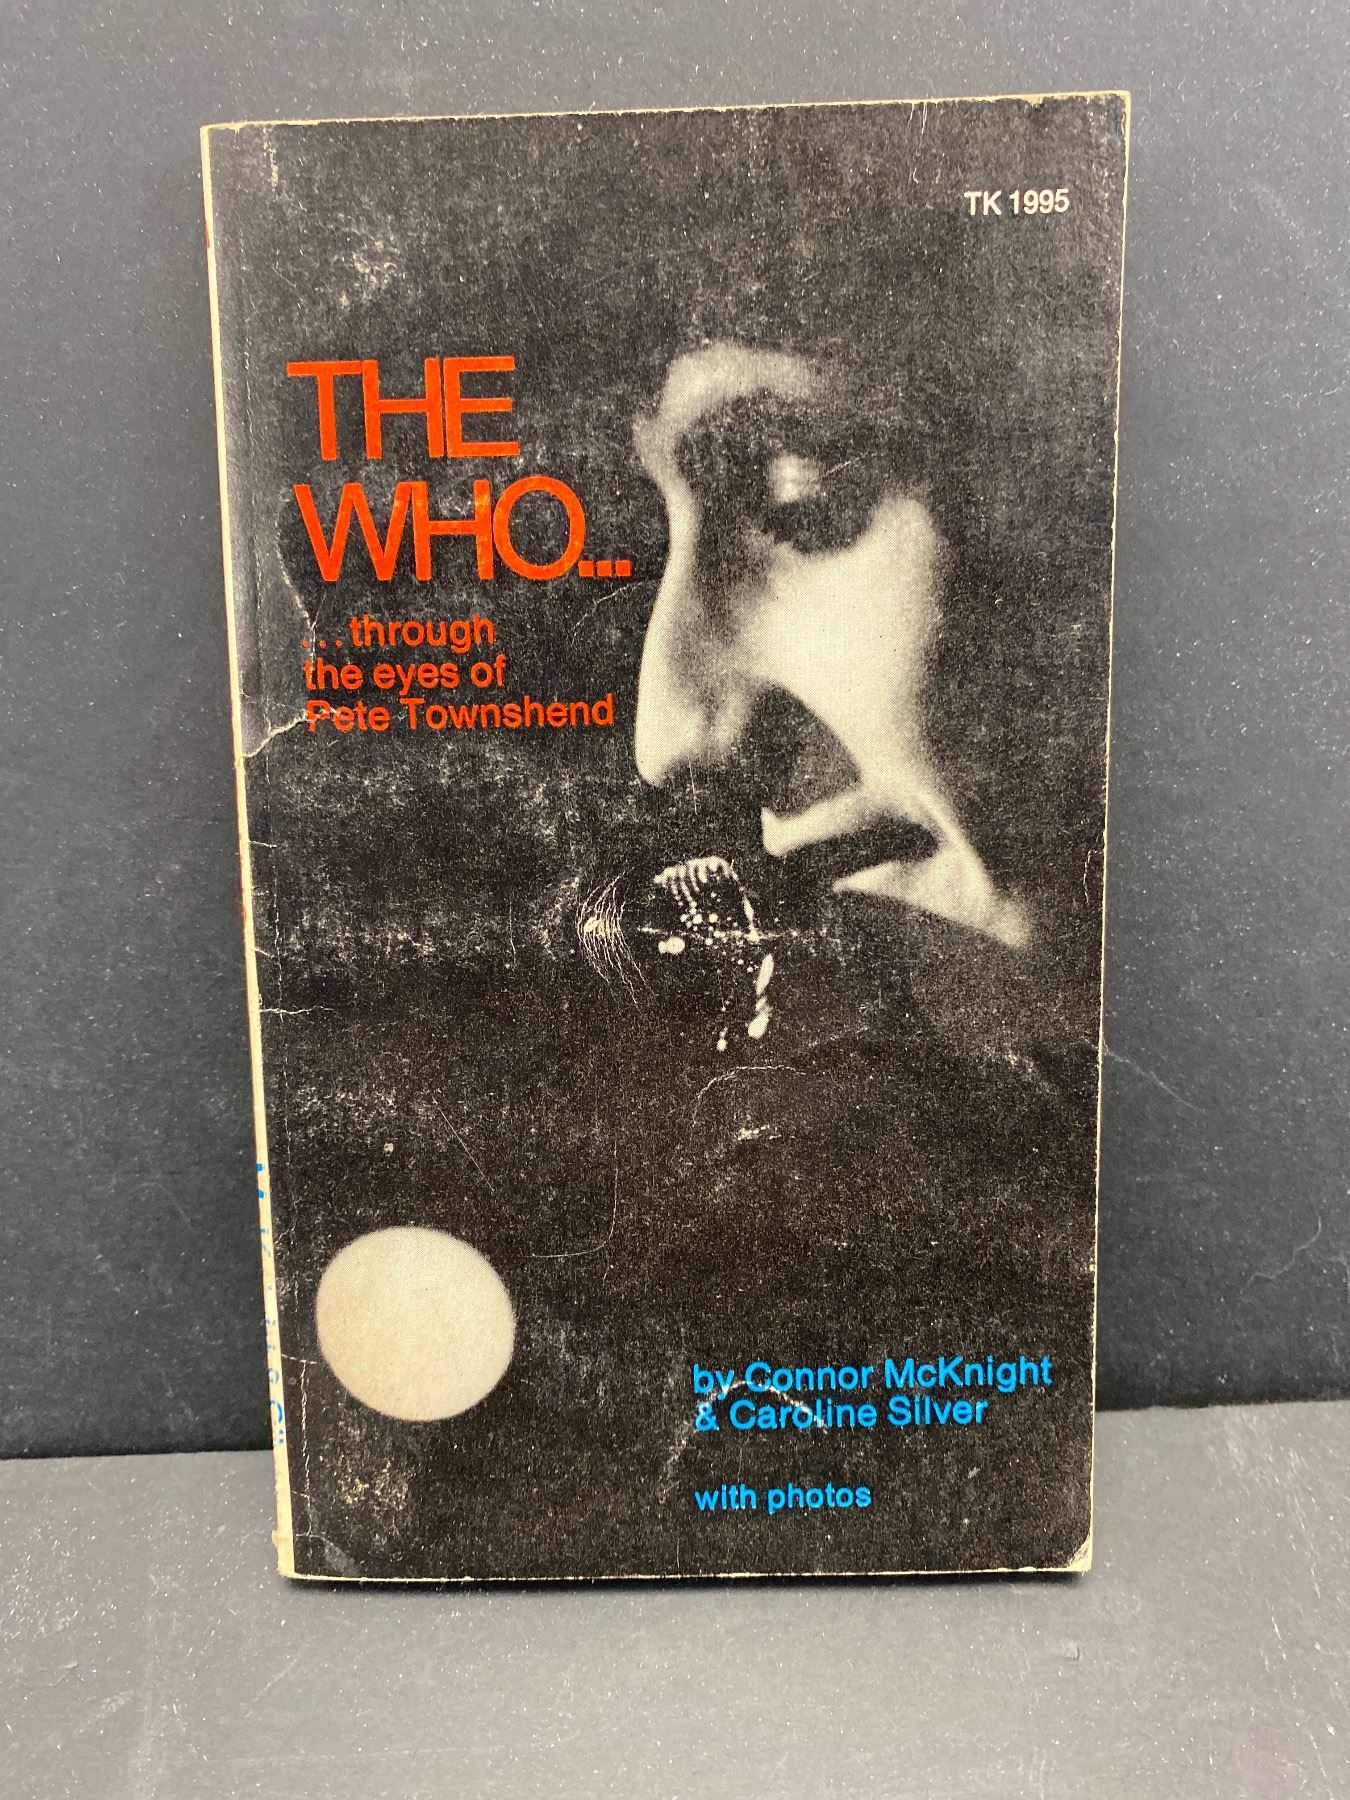 TK 1995
THE
WHO...
...through
the eyes of
Pete Townshend
by Connor McKnight
& Caroline Silver
with photos